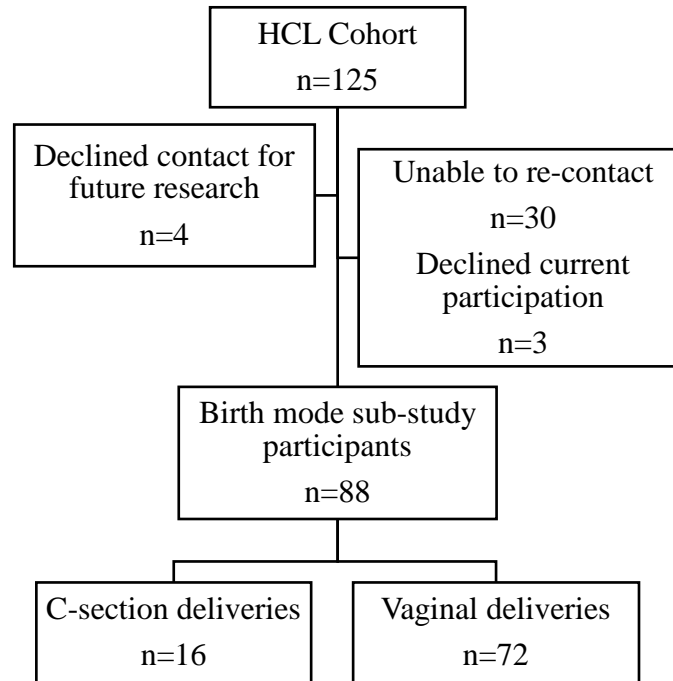 HCL Cohort
n=125
Declined contact for
future research
n=4
Unable to re-contact
n=30
Declined current
participation
n=3
Birth mode sub-study
participants
n=88
C-section deliveries
n=16
Vaginal deliveries
n=72